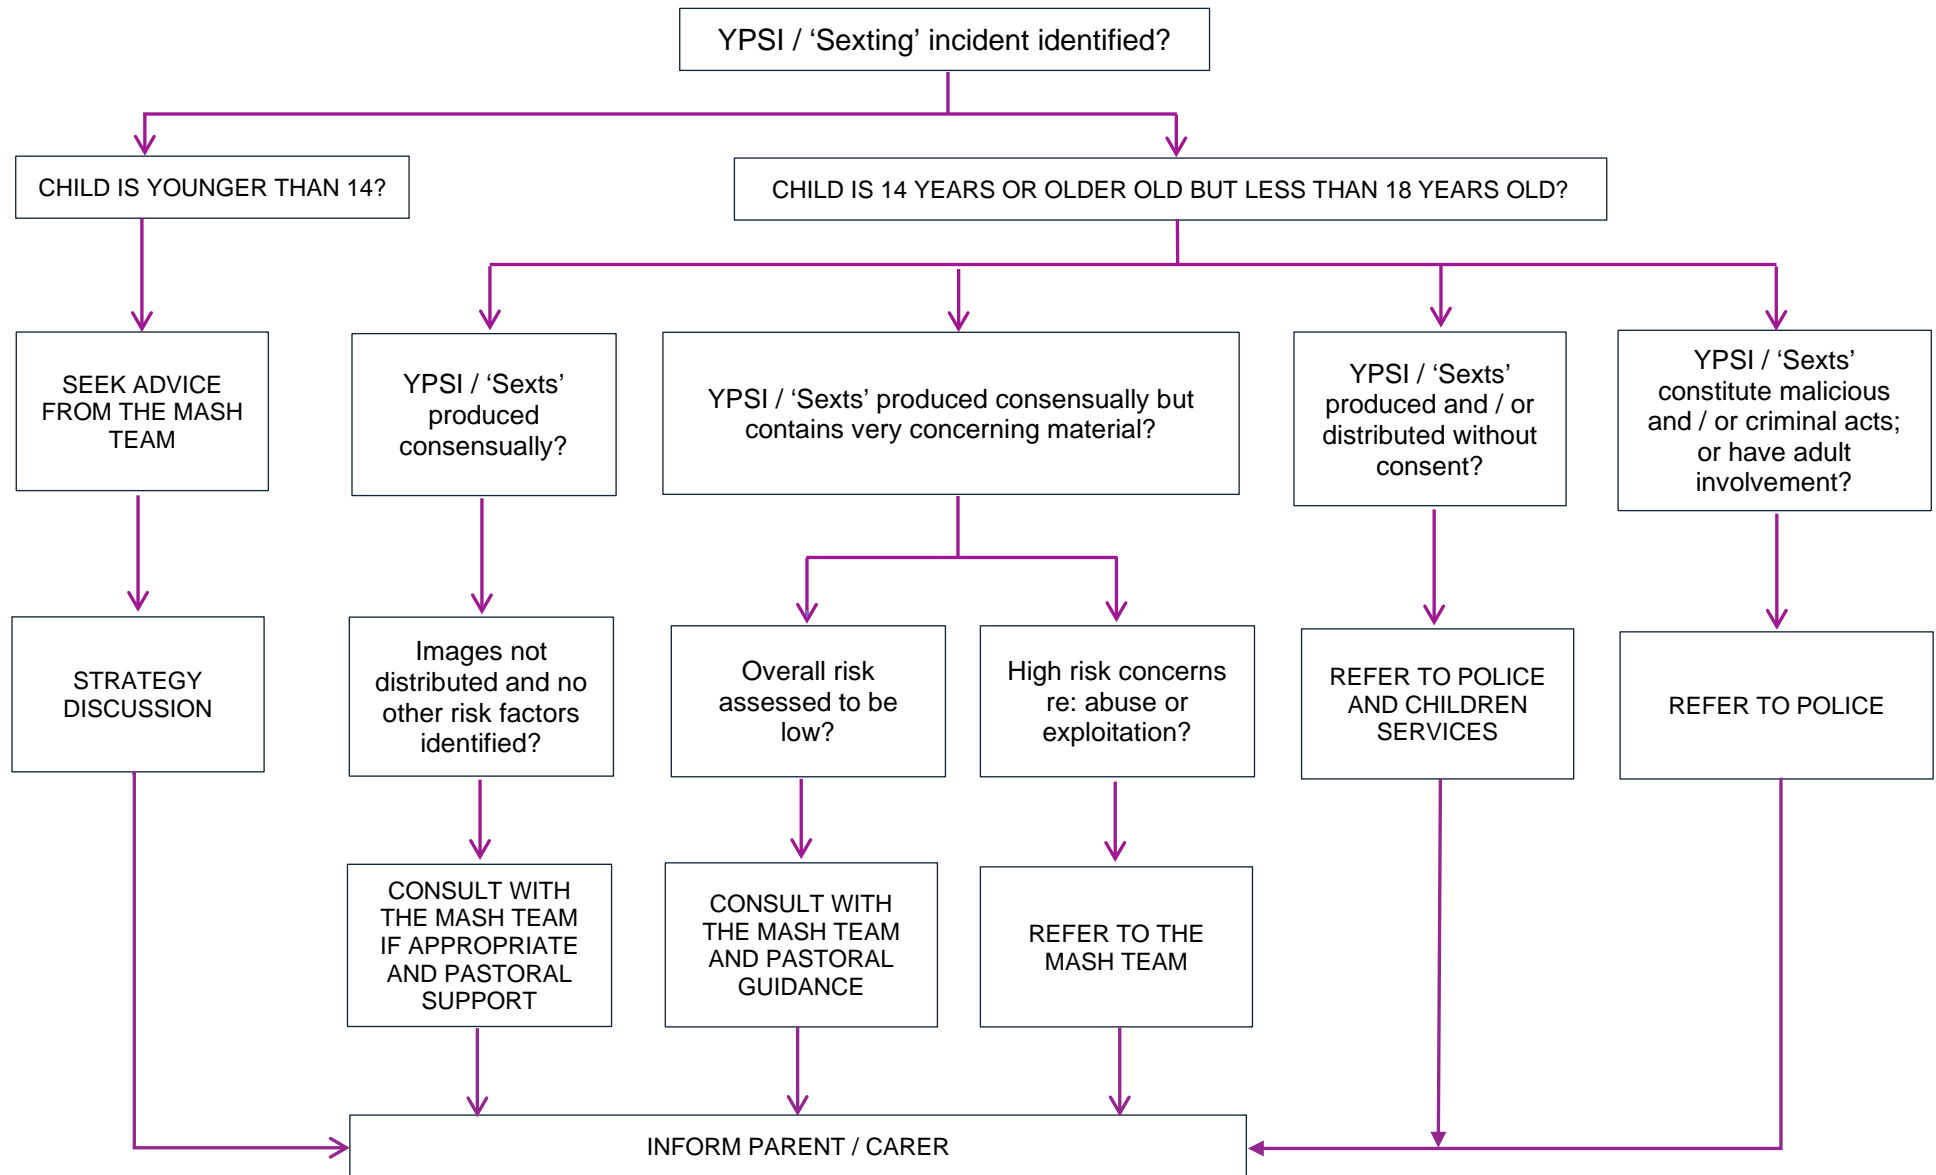 YPSI / ‘Sexting’ incident identified?
CHILD IS YOUNGER THAN 14?
CHILD IS 14 YEARS OR OLDER OLD BUT LESS THAN 18 YEARS OLD?
SEEK ADVICE
FROM THE MASH
TEAM
YPSI / ‘Sexts’
produced
consensually?
YPSI / ‘Sexts’ produced consensually but
contains very concerning material?
YPSI / ‘Sexts’
produced and / or
distributed without
consent?
YPSI / ‘Sexts’
constitute malicious
and / or criminal acts;
or have adult
involvement?
STRATEGY
DISCUSSION
Images not
distributed and no
other risk factors
identified?
Overall risk
assessed to be
low?
High risk concerns
re: abuse or
exploitation?
REFER TO POLICE
AND CHILDREN
SERVICES
REFER TO POLICE
CONSULT WITH
THE MASH TEAM
IF APPROPRIATE
AND PASTORAL
SUPPORT
CONSULT WITH
THE MASH TEAM
AND PASTORAL
GUIDANCE
REFER TO THE
MASH TEAM
INFORM PARENT / CARER